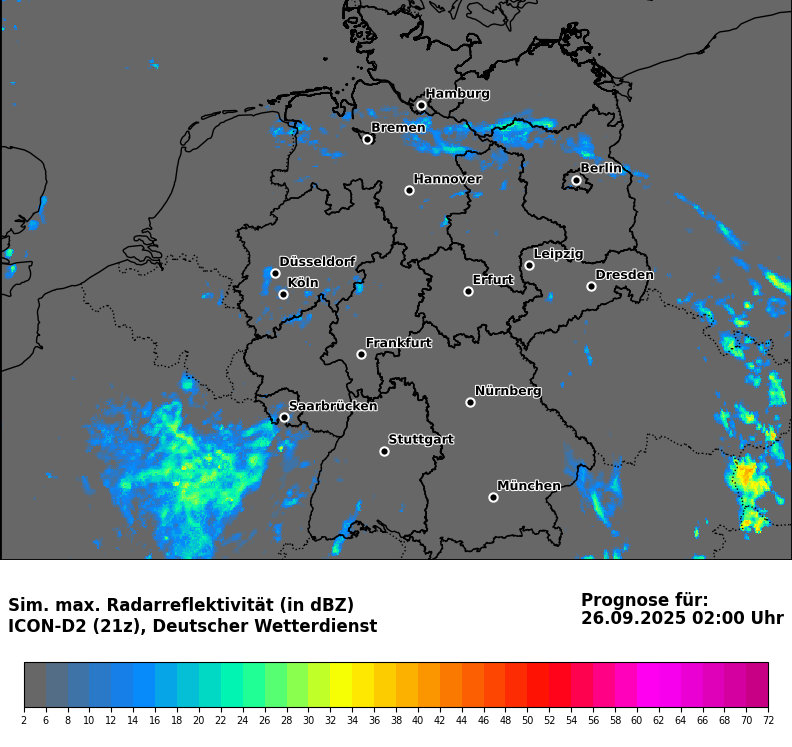 Hamburg
Bremen
Berlin
Hannover
Leipzig
Düsseldorf
Dresden
Köln
Erfurt
Frankfurt
Nürnberg
Saarbrücken
Stuttgart
München
Sim. max. Radarreflektivität (in dBZ)
ICON-D2 (21z), Deutscher Wetterdienst
Prognose für:
26.09.2025 02:00 Uhr
2 6 8 10 12 14 16 18 20 22 24 26 28 30 32 34 36 38 40 42 44 46 48 50 52 54 56 58 60 62 64 66 68 70 72